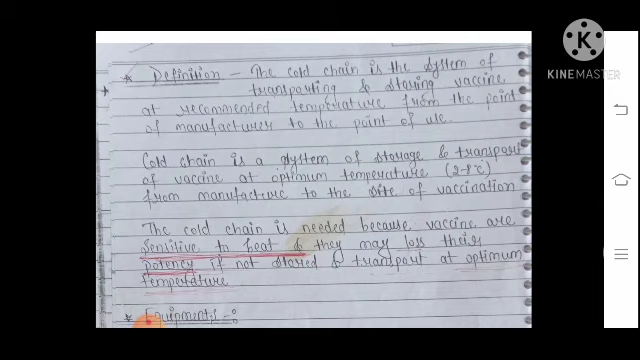 * Definition - The cold chain is the system of
transporting & storing vaccine
at recommended temperature from the point
of manufactures to the point of use.
Cold chain is a system of storage & transport
of vaccine at optimum temperature (2-8°c)
from manufacture to the site of vaccination
The cold chain is needed because vaccine are
sensitive to heat & they may loss their
potency if not stored & transport at optimum
temperature
* Equipments -:
K
KINEMASTER